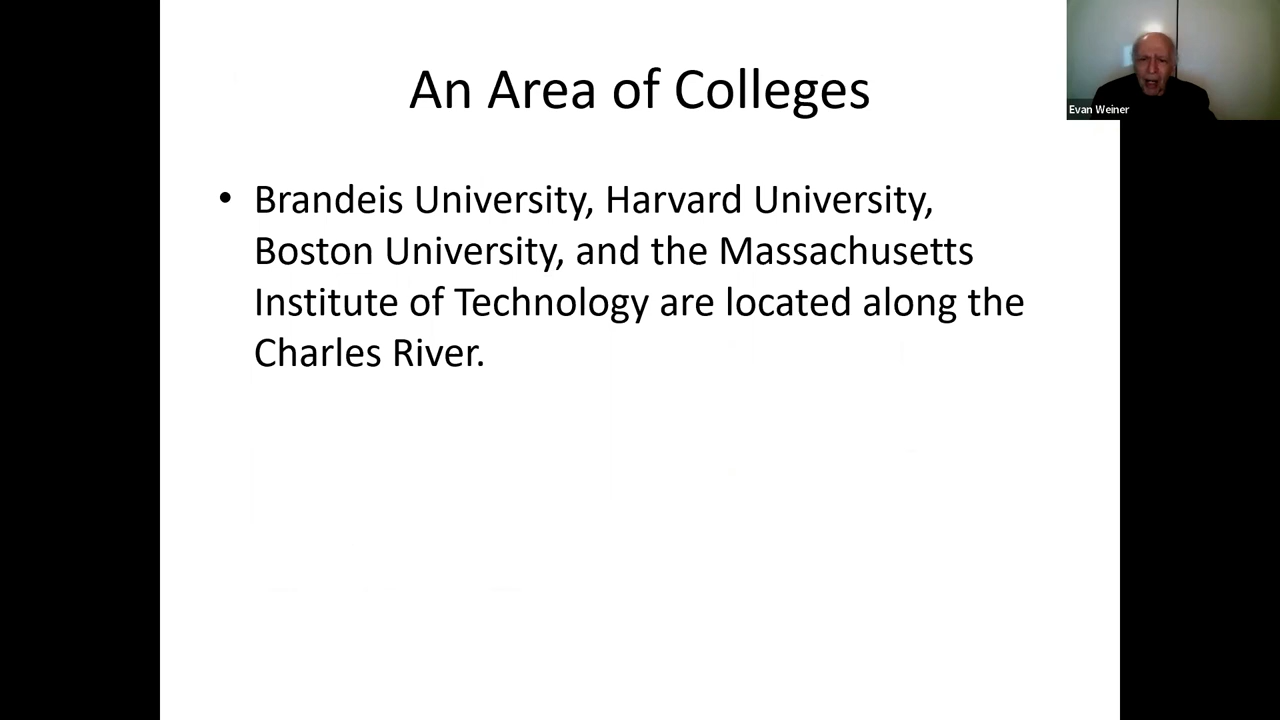 An Area of Colleges
• Brandeis University, Harvard University,
Boston University, and the Massachusetts
Institute of Technology are located along the
Charles River.
Evan Weiner